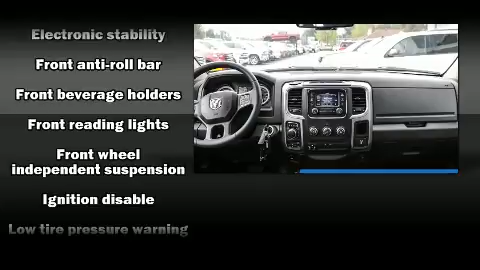 Electronic stability
Front anti-roll bar
Front beverage holders
Front reading lights
Front wheel
independent suspension
Ignition disable
Low tire pressure warning